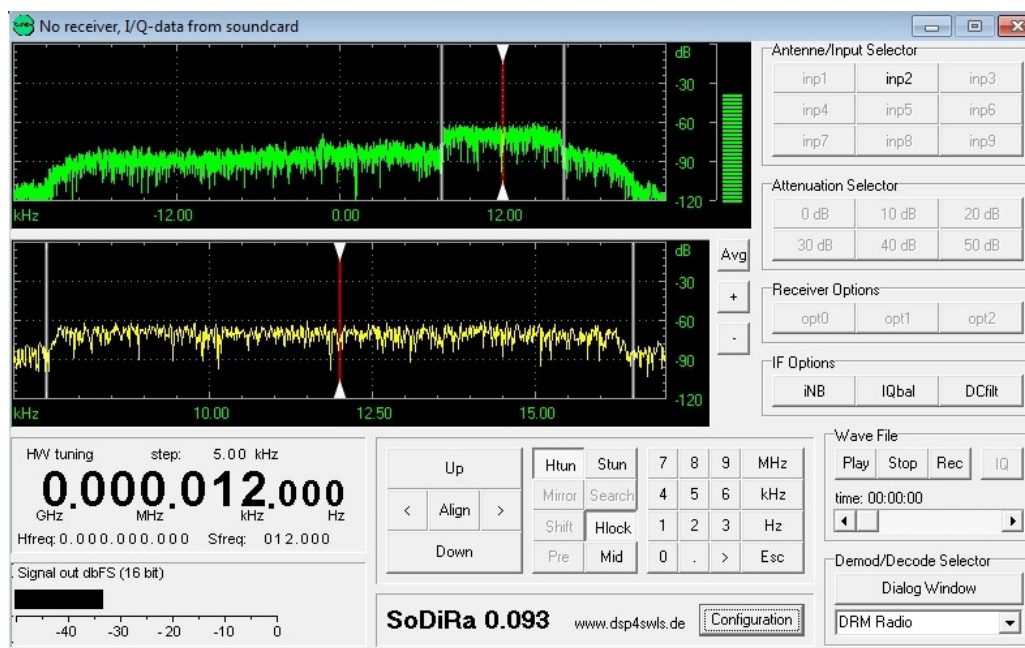 No receiver, I/Q-data from soundcard
dB
-30
-60
-90
-120
kHz -12.00 0.00 12.00
dB
-30
-60
-90
-120
kHz 10.00 12.50 15.00
Avg
+
-
Antenne/Input Selector
inp1 inp2 inp3
inp4 inp5 inp6
inp7 inp8 inp9
Attenuation Selector
0 dB 10 dB 20 dB
30 dB 40 dB 50 dB
Receiver Options
opt0 opt1 opt2
IF Options
iNB IQbal DCfilt
HW tuning step: 5.00 kHz
0.000.012.000
GHz MHz kHz Hz
Hfreq: 0.000.000.000 Sfreq: 012.000
Signal out dbFS (16 bit)
-40 -30 -20 -10 0
Up
< Align >
Down
Htun Stun
Mirror Search
Shift Hlock
Pre Mid
7 8 9 MHz
4 5 6 kHz
1 2 3 Hz
0 . > Esc
SoDiRa 0.093 www.dsp4swls.de Configuration
Wave File
Play Stop Rec IQ
time: 00:00:00
Demod/Decode Selector
Dialog Window
DRM Radio